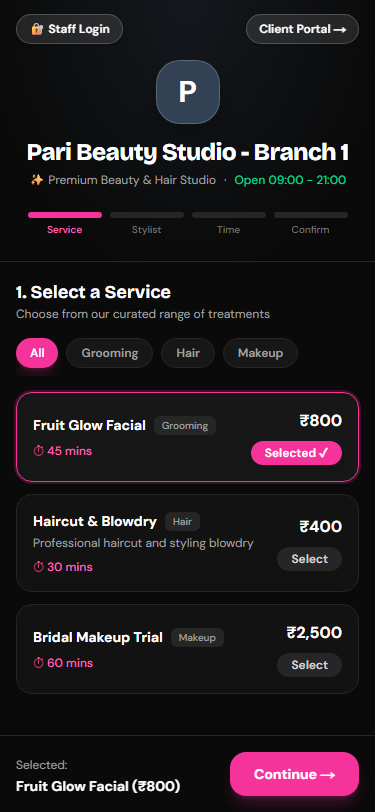 🔐 Staff Login
Client Portal →
P
Pari Beauty Studio - Branch 1
✨ Premium Beauty & Hair Studio · Open 09:00 - 21:00
Service
Stylist
Time
Confirm
1. Select a Service
Choose from our curated range of treatments
All
Grooming
Hair
Makeup
Fruit Glow Facial Grooming
₹800
⏱ 45 mins
Selected ✓
Haircut & Blowdry Hair
₹400
Professional haircut and styling blowdry
⏱ 30 mins
Select
Bridal Makeup Trial Makeup
₹2,500
⏱ 60 mins
Select
Selected:
Fruit Glow Facial (₹800)
Continue →